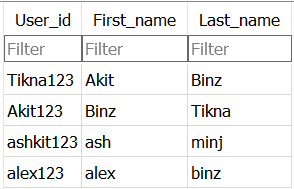 User_id First_name Last_name
Filter Filter Filter
Tikna123 Akit Binz
Akit123 Binz Tikna
ashkit123 ash minj
alex123 alex binz